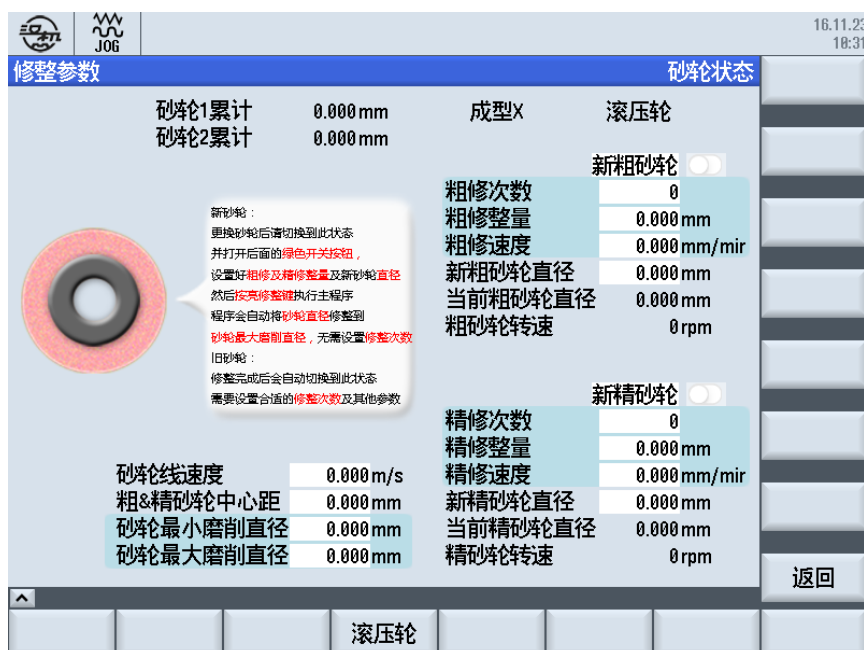 汉机
JOG
16.11.23
10:31
修整参数
砂轮状态
砂轮1累计 0.000mm 成型X 滚压轮
砂轮2累计 0.000mm
新粗砂轮
粗修次数 0
粗修整量 0.000mm
粗修速度 0.000mm/mir
新粗砂轮直径 0.000mm
当前粗砂轮直径 0.000mm
粗砂轮转速 0rpm
新砂轮：
更换砂轮后请切换到此状态
并打开后面的绿色开关按钮，
设置好粗修及精修整量及新砂轮直径
然后按亮修整键执行主程序
程序会自动将砂轮直径修整到
砂轮最大磨削直径，无需设置修整次数
旧砂轮：
修整完成后会自动切换到此状态
需要设置合适的修整次数及其他参数
新精砂轮
精修次数 0
精修整量 0.000mm
精修速度 0.000mm/mir
新精砂轮直径 0.000mm
当前精砂轮直径 0.000mm
精砂轮转速 0rpm
砂轮线速度 0.000m/s
粗&精砂轮中心距 0.000mm
砂轮最小磨削直径 0.000mm
砂轮最大磨削直径 0.000mm
返回
滚压轮